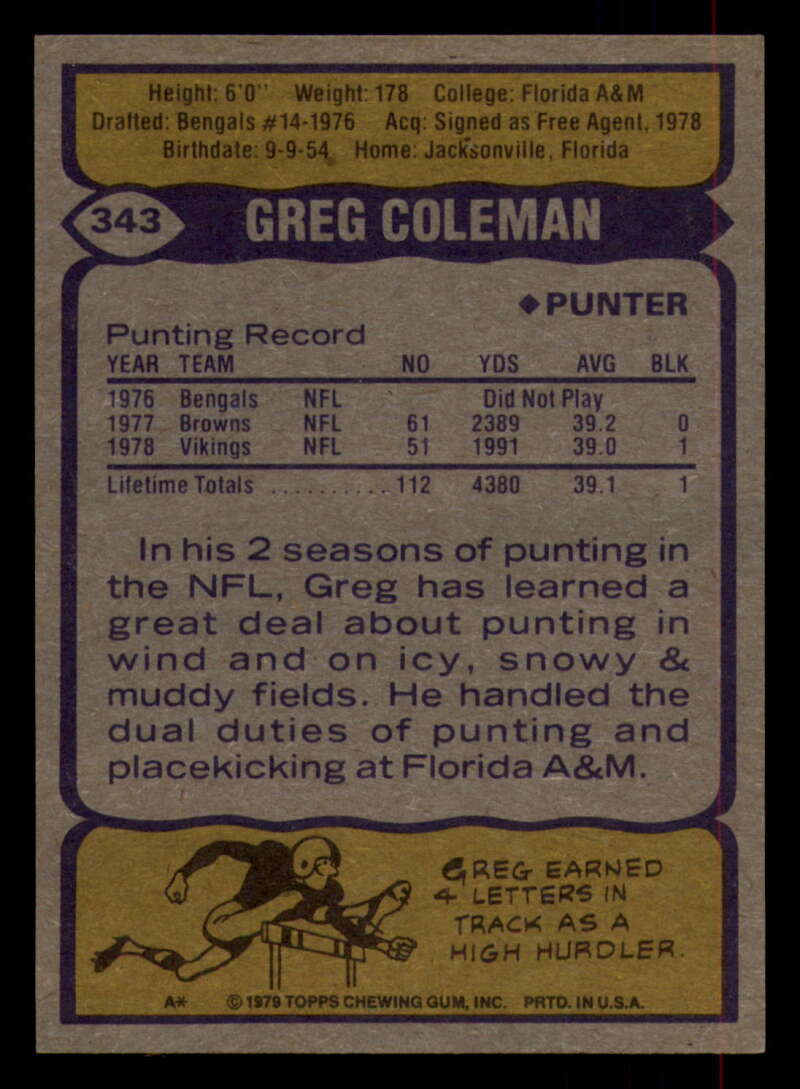 Height: 6'0" Weight: 178 College: Florida A&M
Drafted: Bengals #14-1976 Acq: Signed as Free Agent, 1978
Birthdate: 9-9-54 Home: Jacksonville, Florida
343 GREG COLEMAN
◆PUNTER
Punting Record
YEAR TEAM NO YDS AVG BLK
1976 Bengals NFL Did Not Play
1977 Browns NFL 61 2389 39.2 0
1978 Vikings NFL 51 1991 39.0 1
Lifetime Totals .......... 112 4380 39.1 1
In his 2 seasons of punting in
the NFL, Greg has learned a
great deal about punting in
wind and on icy, snowy &
muddy fields. He handled the
dual duties of punting and
placekicking at Florida A&M.
GREG EARNED
4 LETTERS IN
TRACK AS A
HIGH HURDLER.
A* © 1979 TOPPS CHEWING GUM, INC. PRTD. IN U.S.A.